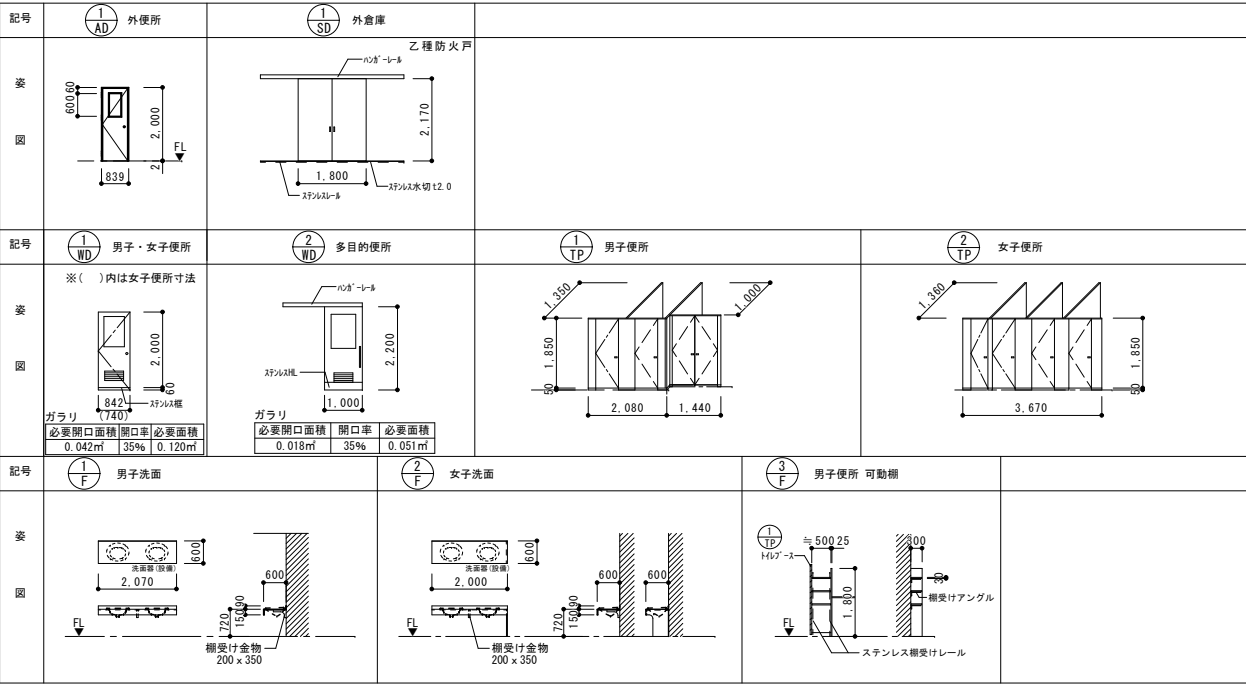 記号
1
AD
外便所
1
SD
外倉庫
姿
図
60
600
2,000
FL
2
839
乙種防火戸
ハンガーレール
2,170
1,800
ステンレスレール
ステンレス水切 t2.0
記号
1
WD
男子・女子便所
2
WD
多目的便所
1
TP
男子便所
2
TP
女子便所
姿
図
※(　)内は女子便所寸法
2,000
60
842
(740)
ステンレス框
ガラリ
必要開口面積 開口率 必要面積
0.042㎡ 35% 0.120㎡
ハンガーレール
2,200
ステンレスHL
1,000
ガラリ
必要開口面積 開口率 必要面積
0.018㎡ 35% 0.051㎡
1,350
1,000
1,850
50
2,080
1,440
1,360
1,850
50
3,670
記号
1
F
男子洗面
2
F
女子洗面
3
F
男子便所 可動棚
姿
図
600
洗面器(設備)
2,070
600
FL
720
150
90
棚受け金物
200 x 350
600
洗面器(設備)
2,000
600
600
FL
720
150
90
棚受け金物
200 x 350
1
TP
トイレブース
≒500
25
1,800
FL
30
棚受けアングル
ステンレス棚受けレール